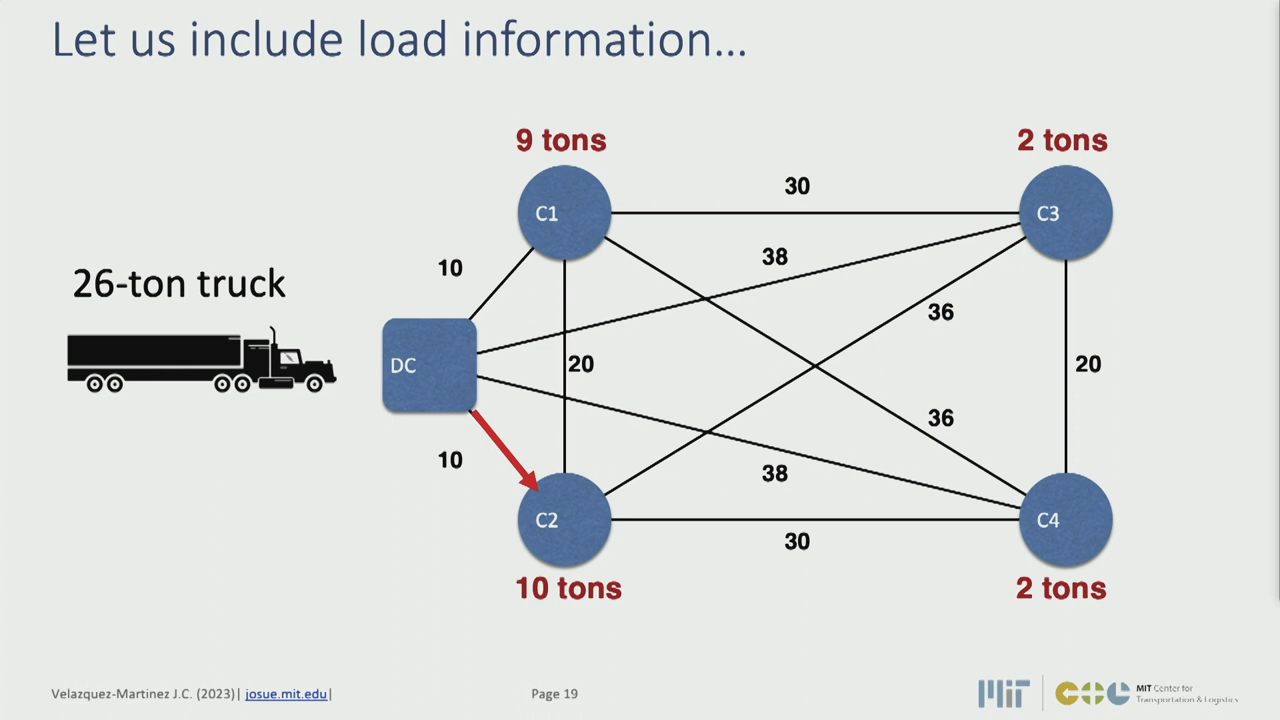 Let us include load information...
9 tons
2 tons
30
C1
C3
10
38
26-ton truck
36
DC
20
20
36
10
38
C2
C4
30
10 tons
2 tons
Velazquez-Martinez J.C. (2023)| josue.mit.edu|
Page 19
MIT
CTL
MIT Center for
Transportation & Logistics